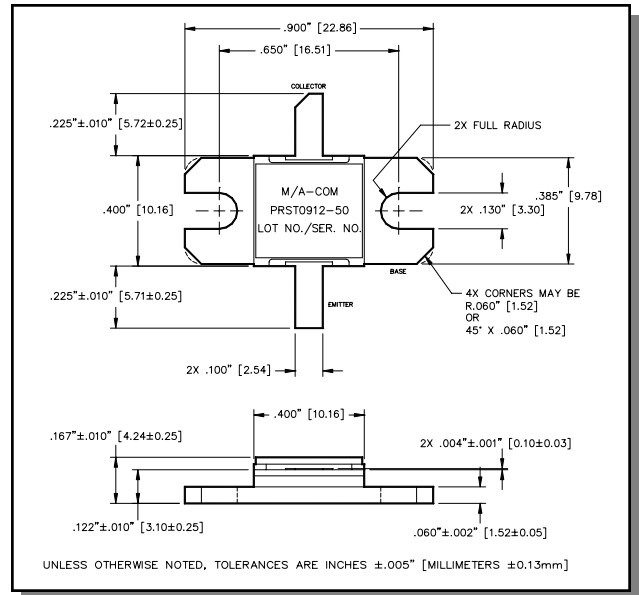 .900" [22.86]
.650" [16.51]
COLLECTOR
.225"±.010" [5.72±0.25]
2X FULL RADIUS
M/A-COM
PRST0912-50
LOT NO./SER. NO.
.400" [10.16]
2X .130" [3.30]
.385" [9.78]
BASE
.225"±.010" [5.71±0.25]
EMITTER
4X CORNERS MAY BE
R.060" [1.52]
OR
45° X .060" [1.52]
2X .100" [2.54]
.400" [10.16]
.167"±.010" [4.24±0.25]
2X .004"±.001" [0.10±0.03]
.122"±.010" [3.10±0.25]
.060"±.002" [1.52±0.05]
UNLESS OTHERWISE NOTED, TOLERANCES ARE INCHES ±.005" [MILLIMETERS ±0.13mm]